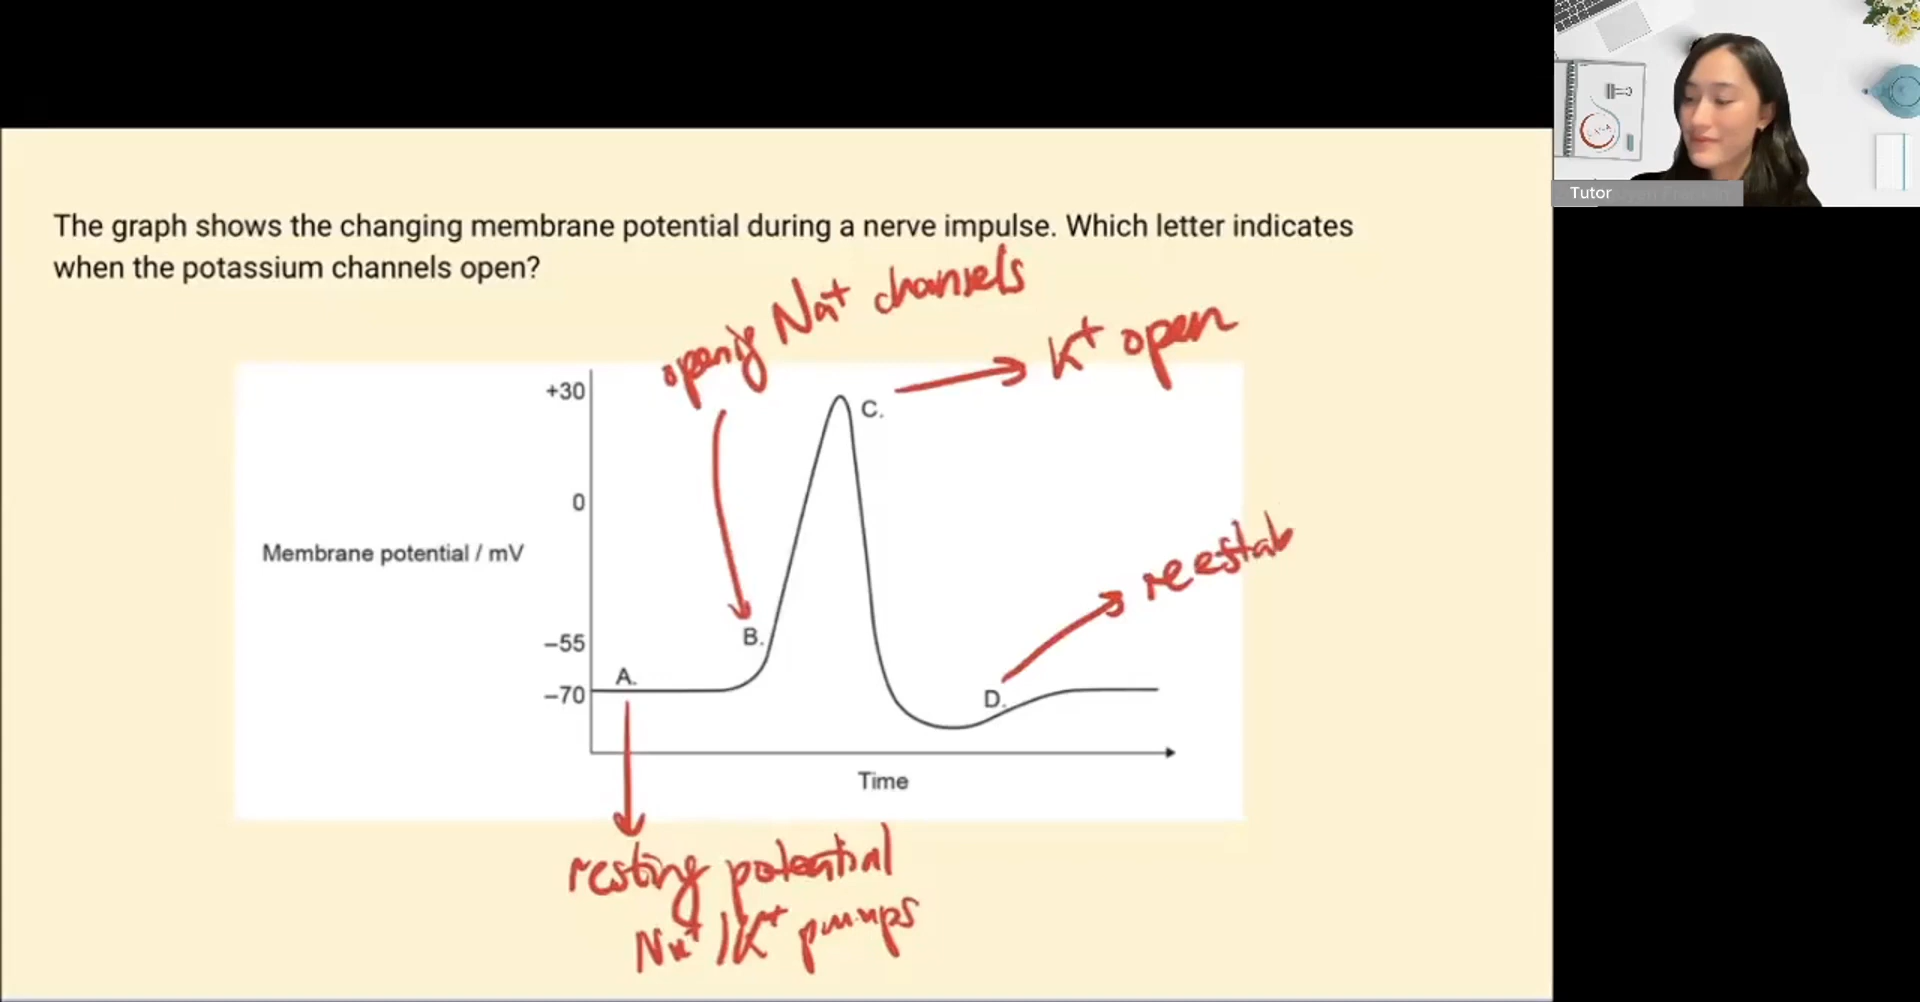 Tutor
The graph shows the changing membrane potential during a nerve impulse. Which letter indicates
when the potassium channels open?
opening Na+ channels
K+ open
+30
C.
0
Membrane potential / mV
reestab
B.
–55
A.
–70
D.
Time
resting potential
Na+/K+ pumps